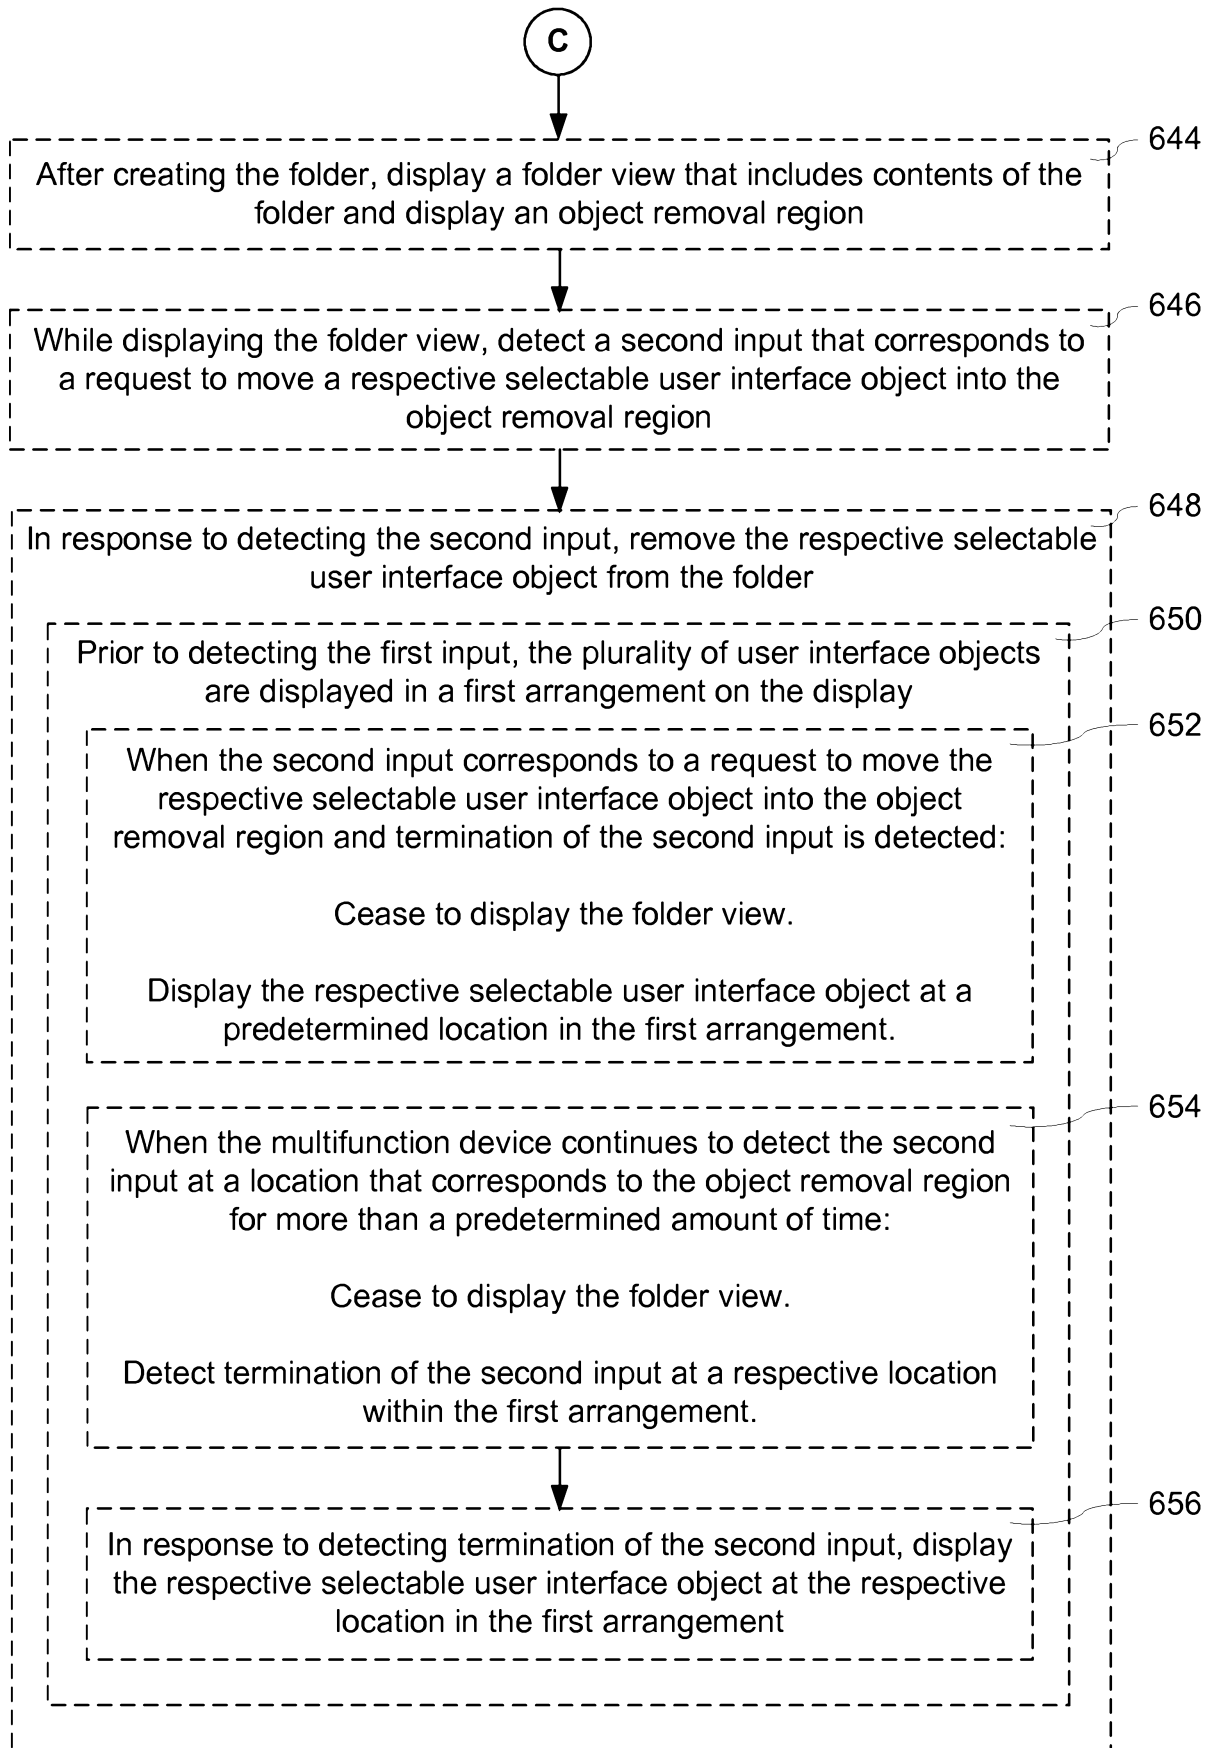 C
644
After creating the folder, display a folder view that includes contents of the
folder and display an object removal region
646
While displaying the folder view, detect a second input that corresponds to
a request to move a respective selectable user interface object into the
object removal region
648
In response to detecting the second input, remove the respective selectable
user interface object from the folder
650
Prior to detecting the first input, the plurality of user interface objects
are displayed in a first arrangement on the display
652
When the second input corresponds to a request to move the
respective selectable user interface object into the object
removal region and termination of the second input is detected:
Cease to display the folder view.
Display the respective selectable user interface object at a
predetermined location in the first arrangement.
654
When the multifunction device continues to detect the second
input at a location that corresponds to the object removal region
for more than a predetermined amount of time:
Cease to display the folder view.
Detect termination of the second input at a respective location
within the first arrangement.
656
In response to detecting termination of the second input, display
the respective selectable user interface object at the respective
location in the first arrangement